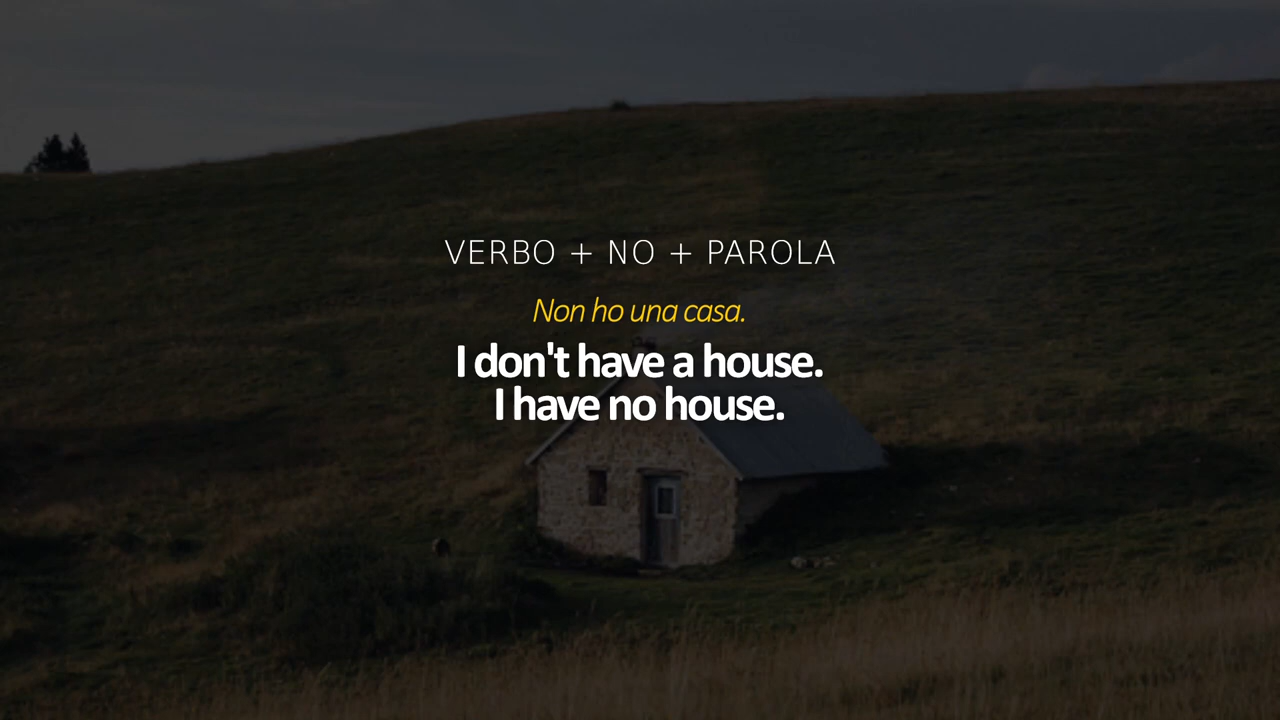 VERBO + NO + PAROLA
Non ho una casa.
I don't have a house.
I have no house.